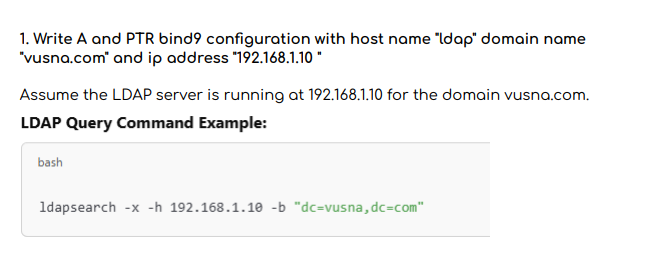 1. Write A and PTR bind9 configuration with host name "ldap" domain name
"vusna.com" and ip address "192.168.1.10 "
Assume the LDAP server is running at 192.168.1.10 for the domain vusna.com.
LDAP Query Command Example:
bash
ldapsearch -x -h 192.168.1.10 -b "dc=vusna,dc=com"